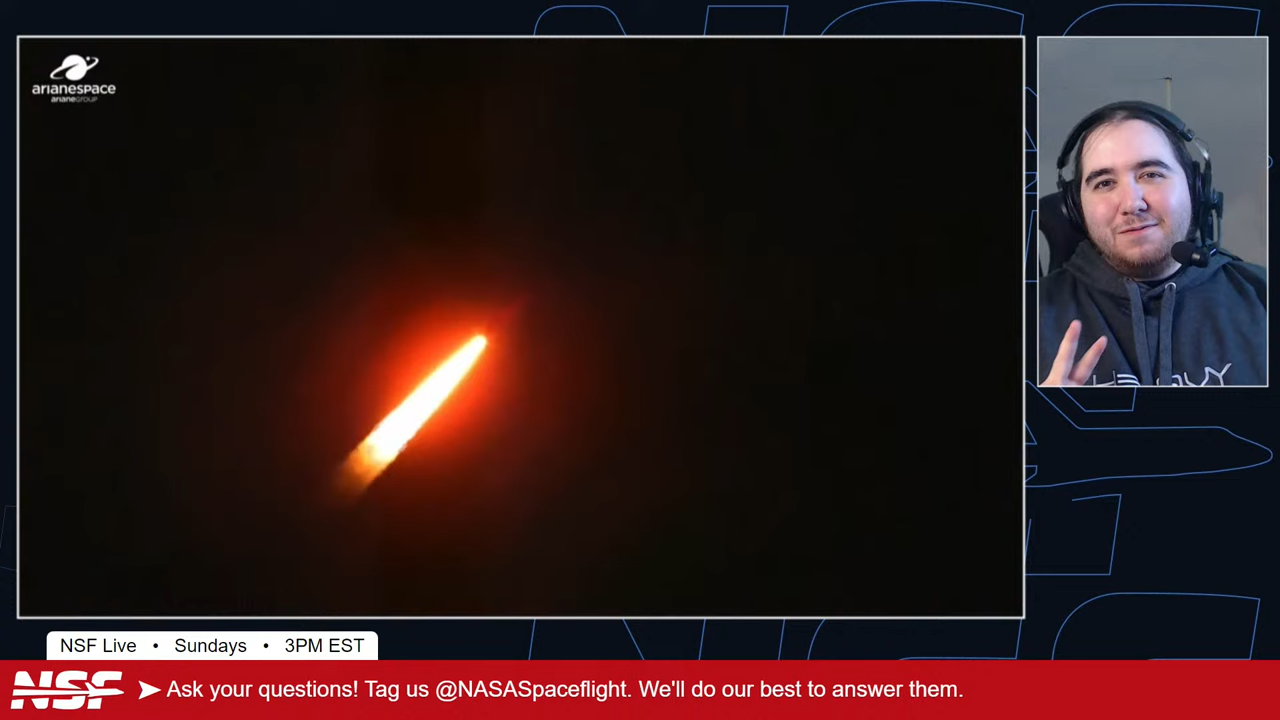 arianespace
arianeGROUP
HEAVY
NSF Live • Sundays • 3PM EST
NSF
Ask your questions! Tag us @NASASpaceflight. We'll do our best to answer them.